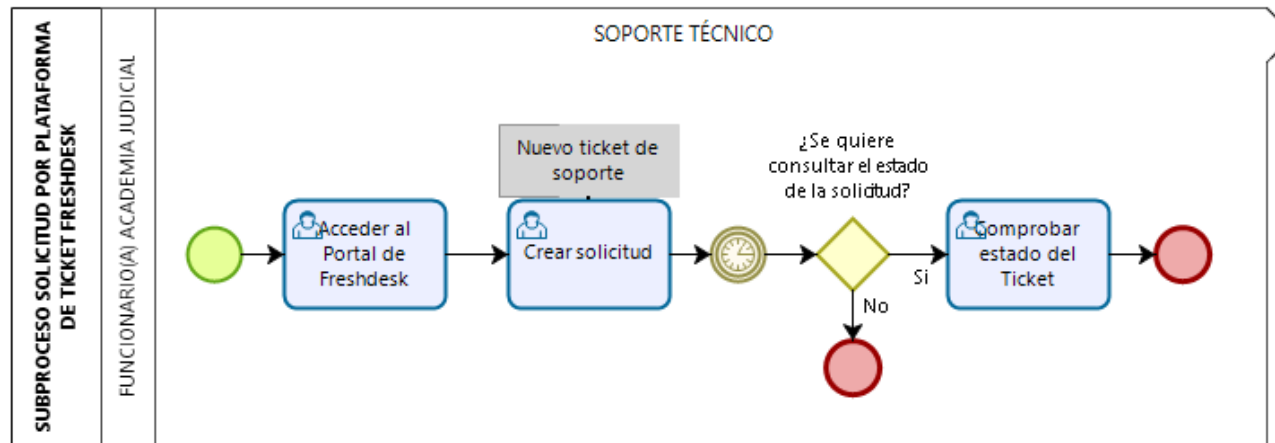 SUBPROCESO SOLICITUD POR PLATAFORMA
DE TICKET FRESHDESK
FUNCIONARIO(A) ACADEMIA JUDICIAL
SOPORTE TÉCNICO
Acceder al
Portal de
Freshdesk
Nuevo ticket de
soporte
Crear solicitud
¿Se quiere
consultar el estado
de la solicitud?
Si
No
Comprobar
estado del
Ticket